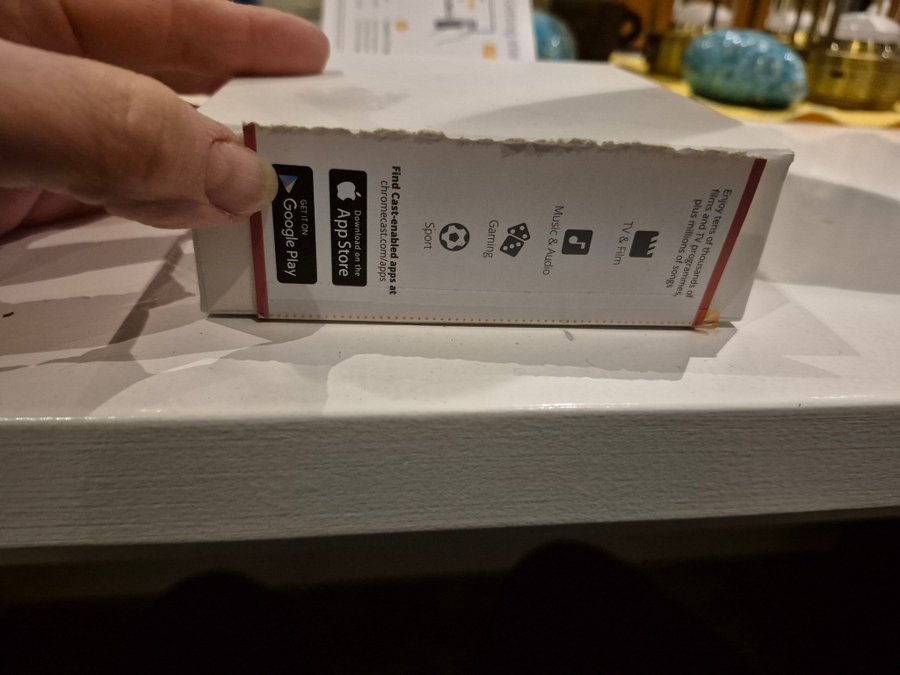 Enjoy tens of thousands of
films and TV programmes,
plus millions of songs
TV & Film
Music & Audio
Gaming
Sport
Find Cast-enabled apps at
chromecast.com/apps
Download on the
App Store
GET IT ON
Google Play